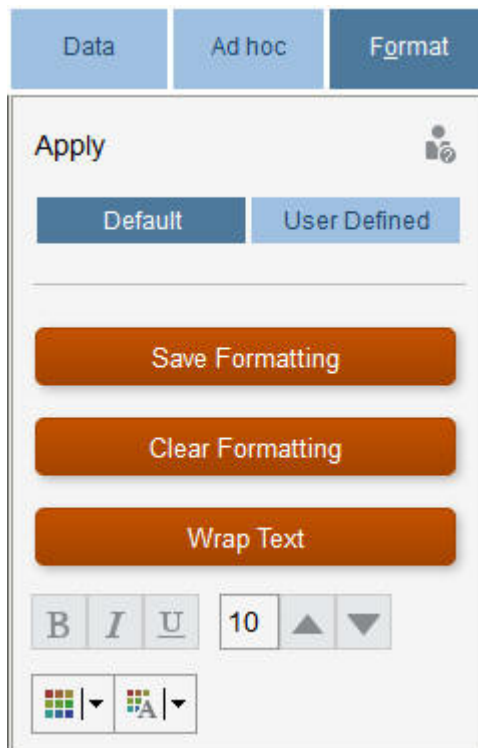 Data Ad hoc Format
Apply
Default User Defined
Save Formatting
Clear Formatting
Wrap Text
B I U 10
A